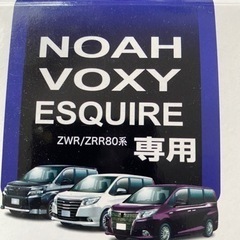 NOAH
VOXY
ESQUIRE
ZWR/ZRR80系 専用